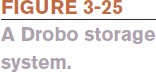 FIGURE 3-25
A Drobo storage
system.